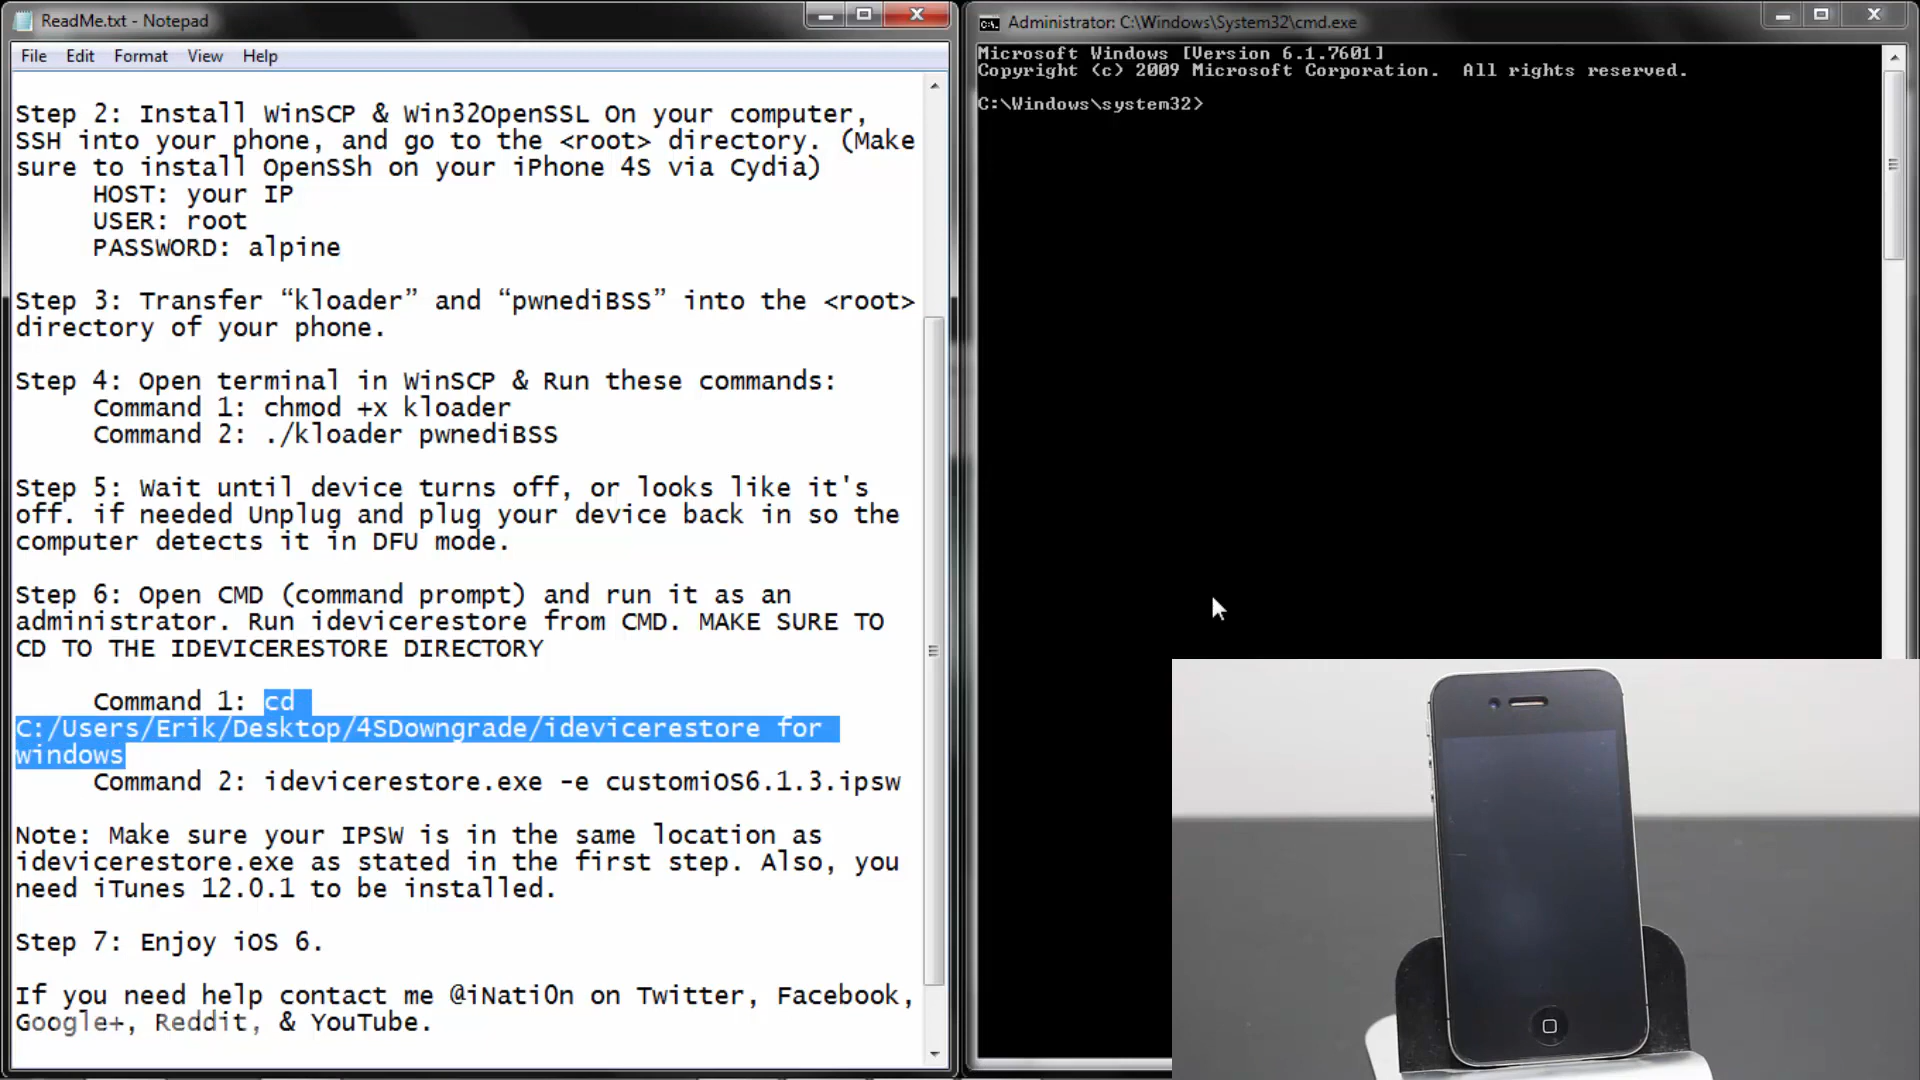 ReadMe.txt - Notepad
File Edit Format View Help
Step 2: Install WinSCP & Win32OpenSSL On your computer,
SSH into your phone, and go to the <root> directory. (Make
sure to install OpenSSh on your iPhone 4S via Cydia)
HOST: your IP
USER: root
PASSWORD: alpine
Step 3: Transfer “kloader” and “pwnediBSS” into the <root>
directory of your phone.
Step 4: Open terminal in WinSCP & Run these commands:
Command 1: chmod +x kloader
Command 2: ./kloader pwnediBSS
Step 5: Wait until device turns off, or looks like it's
off. if needed Unplug and plug your device back in so the
computer detects it in DFU mode.
Step 6: Open CMD (command prompt) and run it as an
administrator. Run idevicerestore from CMD. MAKE SURE TO
CD TO THE IDEVICERESTORE DIRECTORY
Command 1: cd
C:/Users/Erik/Desktop/4SDowngrade/idevicerestore for
windows
Command 2: idevicerestore.exe -e customiOS6.1.3.ipsw
Note: Make sure your IPSW is in the same location as
idevicerestore.exe as stated in the first step. Also, you
need iTunes 12.0.1 to be installed.
Step 7: Enjoy iOS 6.
If you need help contact me @iNati0n on Twitter, Facebook,
Google+, Reddit, & YouTube.
Administrator: C:\Windows\System32\cmd.exe
Microsoft Windows [Version 6.1.7601]
Copyright (c) 2009 Microsoft Corporation. All rights reserved.
C:\Windows\system32>